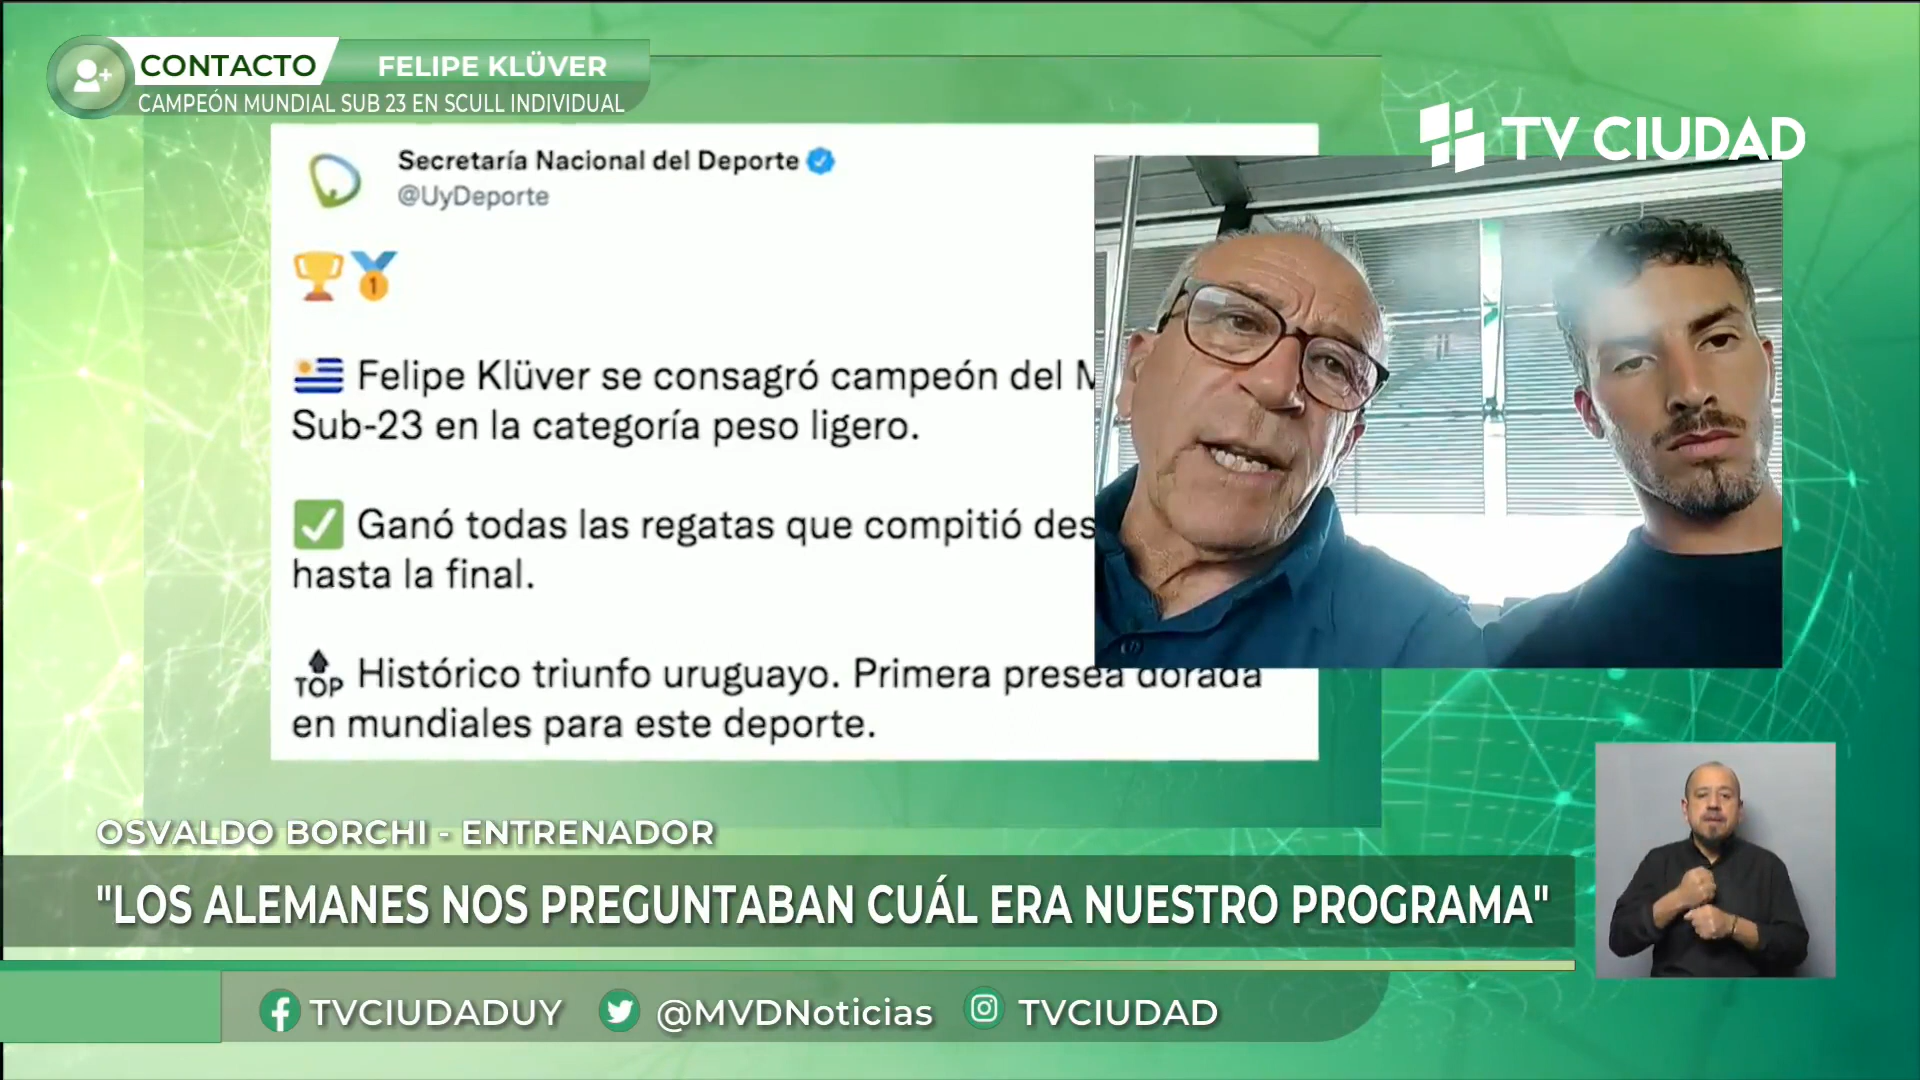 CONTACTO
FELIPE KLÜVER
CAMPEÓN MUNDIAL SUB 23 EN SCULL INDIVIDUAL
TV CIUDAD
Secretaría Nacional del Deporte
@UyDeporte
1
Felipe Klüver se consagró campeón del
Sub-23 en la categoría peso ligero.
Ganó todas las regatas que compitió des
hasta la final.
TOP Histórico triunfo uruguayo. Primera presea dorada
en mundiales para este deporte.
OSVALDO BORCHI - ENTRENADOR
"LOS ALEMANES NOS PREGUNTABAN CUÁL ERA NUESTRO PROGRAMA"
TVCIUDADUY @MVDNoticias TVCIUDAD